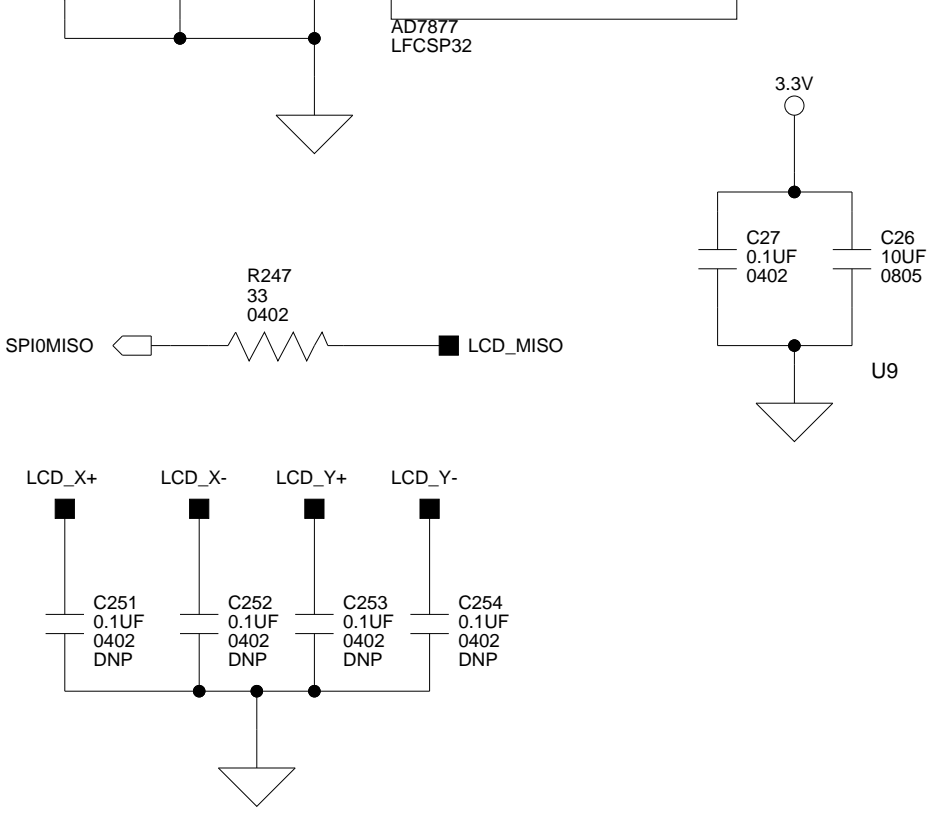 AD7877
LFCSP32
3.3V
C27
0.1UF
0402
C26
10UF
0805
R247
33
0402
SPI0MISO
LCD_MISO
U9
LCD_X+
LCD_X-
LCD_Y+
LCD_Y-
C251
0.1UF
0402
DNP
C252
0.1UF
0402
DNP
C253
0.1UF
0402
DNP
C254
0.1UF
0402
DNP